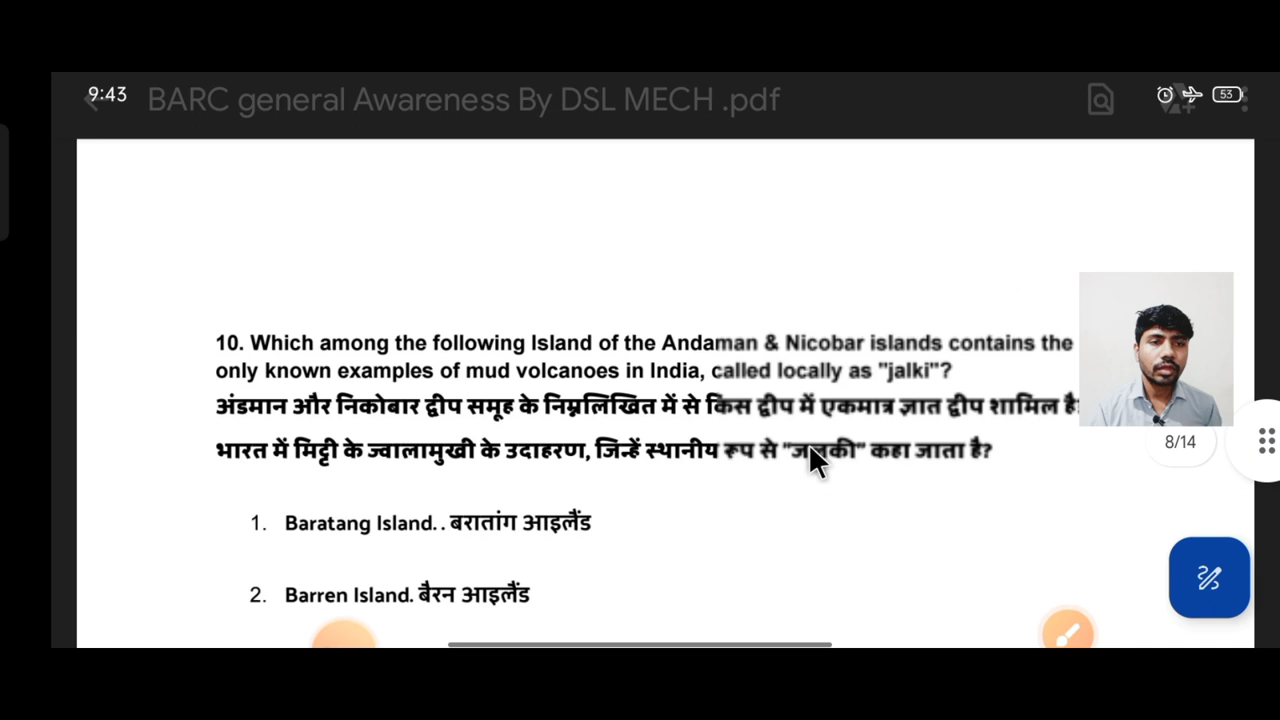 9:43
BARC general Awareness By DSL MECH .pdf
53
10. Which among the following Island of the Andaman & Nicobar islands contains the
only known examples of mud volcanoes in India, called locally as "jalki"?
अंडमान और निकोबार द्वीप समूह के निम्नलिखित में से किस द्वीप में एकमात्र ज्ञात द्वीप शामिल है
भारत में मिट्टी के ज्वालामुखी के उदाहरण, जिन्हें स्थानीय रूप से "जलकी" कहा जाता है?
8/14
1. Baratang Island. . बरातांग आइलैंड
2. Barren Island. बैरन आइलैंड